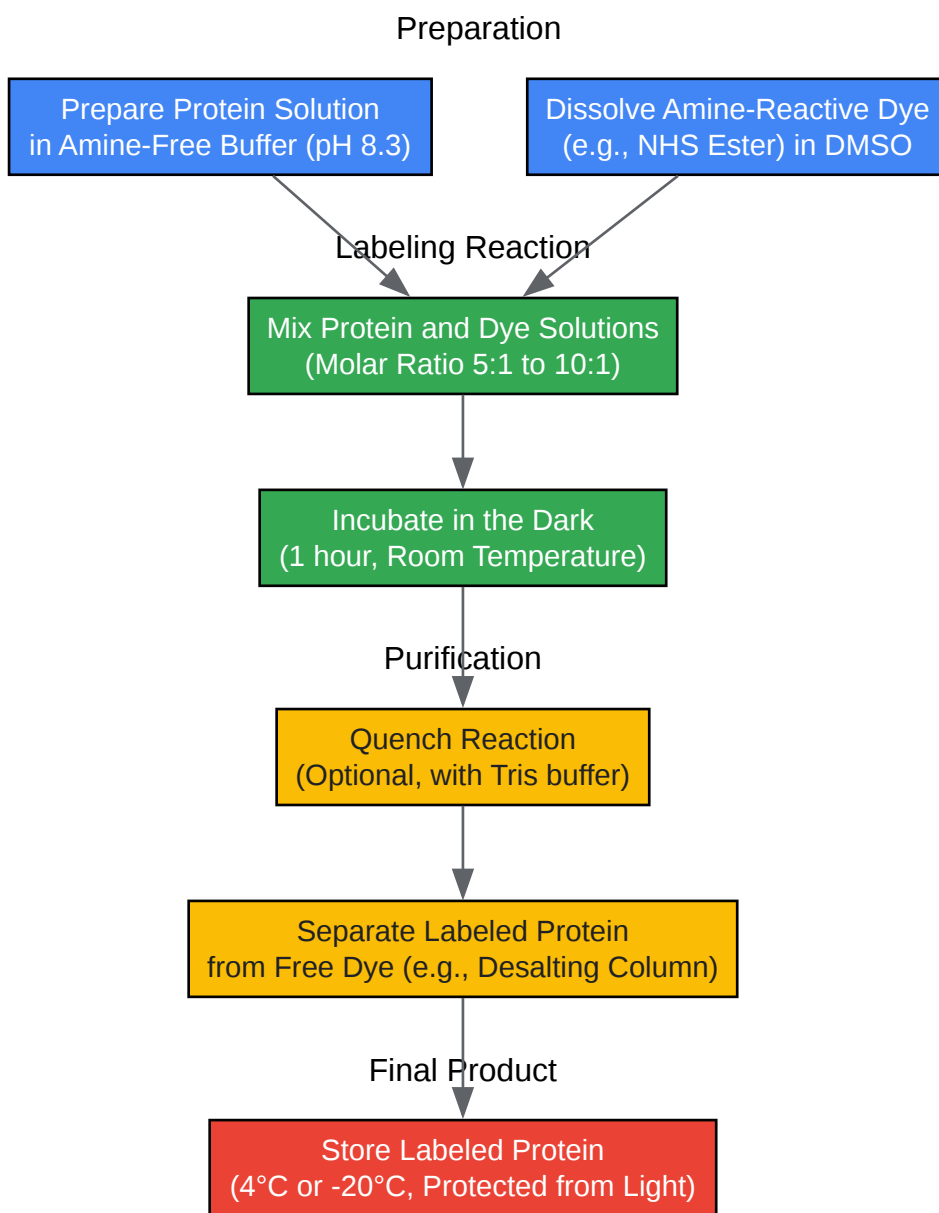 Preparation
Prepare Protein Solution
in Amine-Free Buffer (pH 8.3)
Dissolve Amine-Reactive Dye
(e.g., NHS Ester) in DMSO
Labeling Reaction
Mix Protein and Dye Solutions
(Molar Ratio 5:1 to 10:1)
Incubate in the Dark
(1 hour, Room Temperature)
Purification
Quench Reaction
(Optional, with Tris buffer)
Separate Labeled Protein
from Free Dye (e.g., Desalting Column)
Final Product
Store Labeled Protein
(4°C or -20°C, Protected from Light)